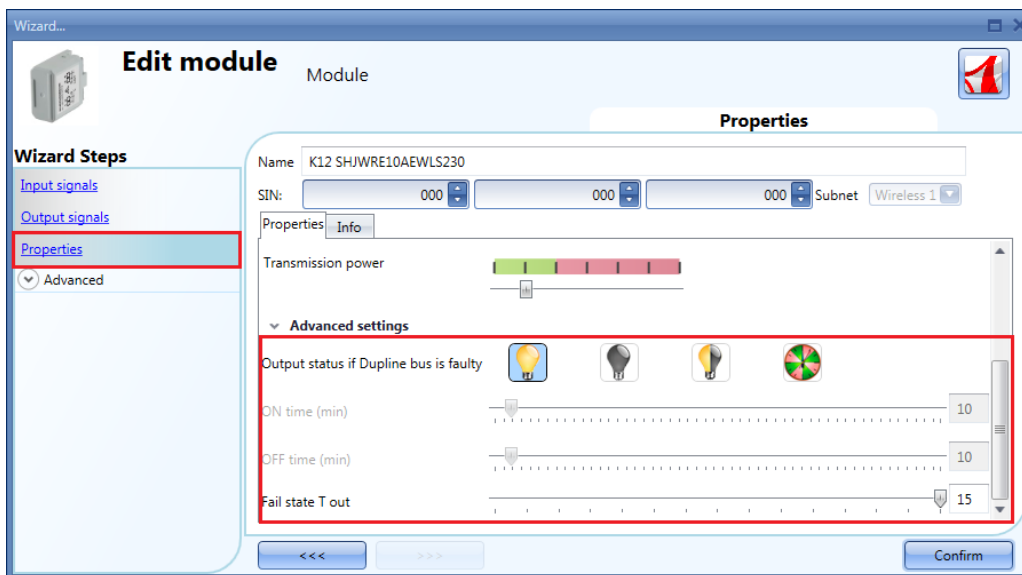 Wizard...
Edit module
Module
Properties
Wizard Steps
Input signals
Output signals
Properties
Advanced
Name K12 SHJWRE10AEWLS230
SIN: 000 000 000 Subnet Wireless 1
Properties Info
Transmission power
Advanced settings
Output status if Dupline bus is faulty
ON time (min) 10
OFF time (min) 10
Fail state T out 15
<<< >>> Confirm